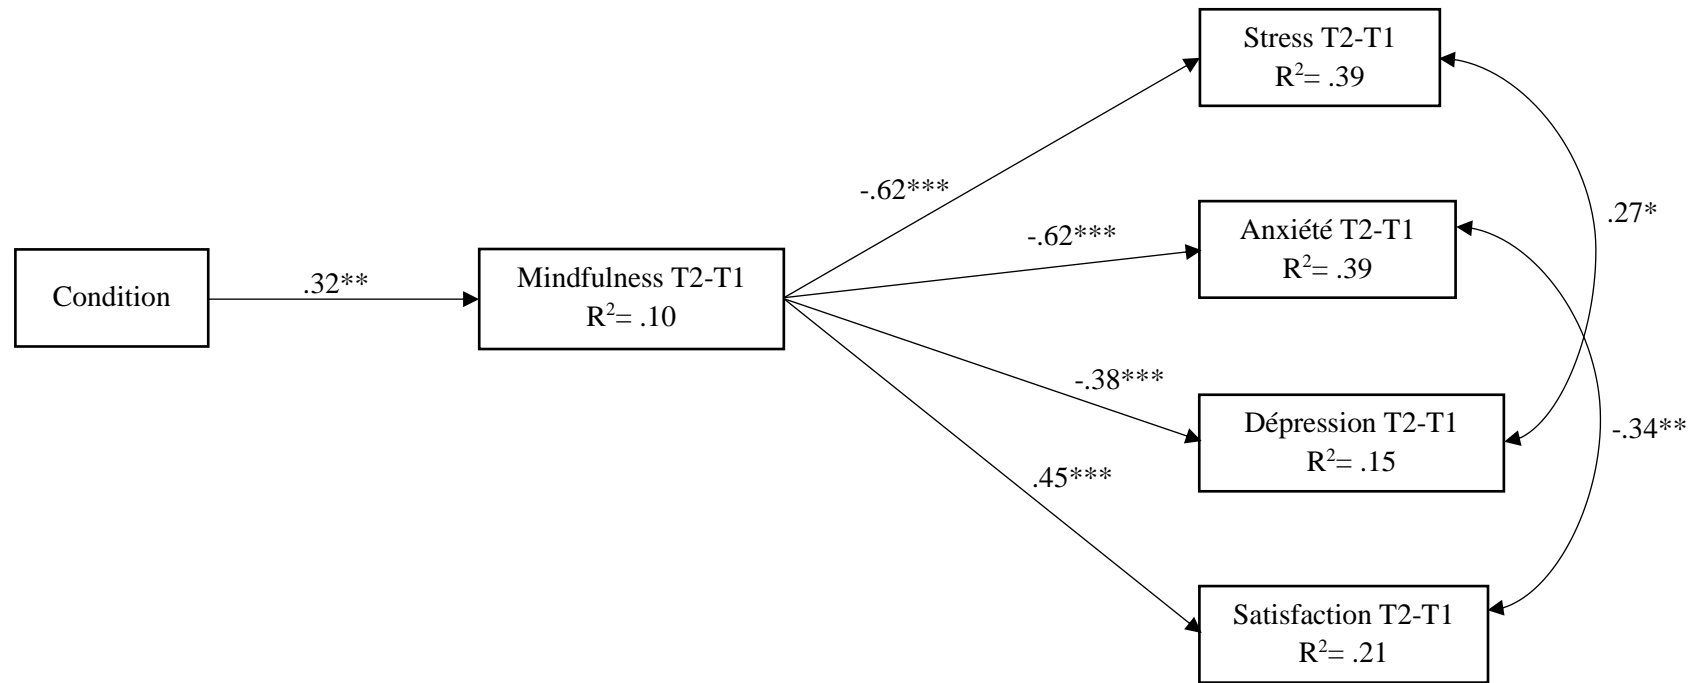 Stress T2-T1
R²= .39
-.62***
.27*
Anxiété T2-T1
R²= .39
-.62***
Condition
.32**
Mindfulness T2-T1
R²= .10
-.38***
Dépression T2-T1
R²= .15
-.34**
.45***
Satisfaction T2-T1
R²= .21